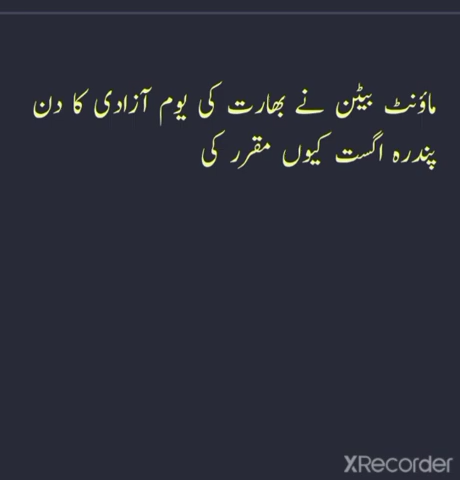 ماؤنٹ بیٹن نے بھارت کی یوم آزادی کا دن
پندرہ اگست کیوں مقرر کی
XRecorder